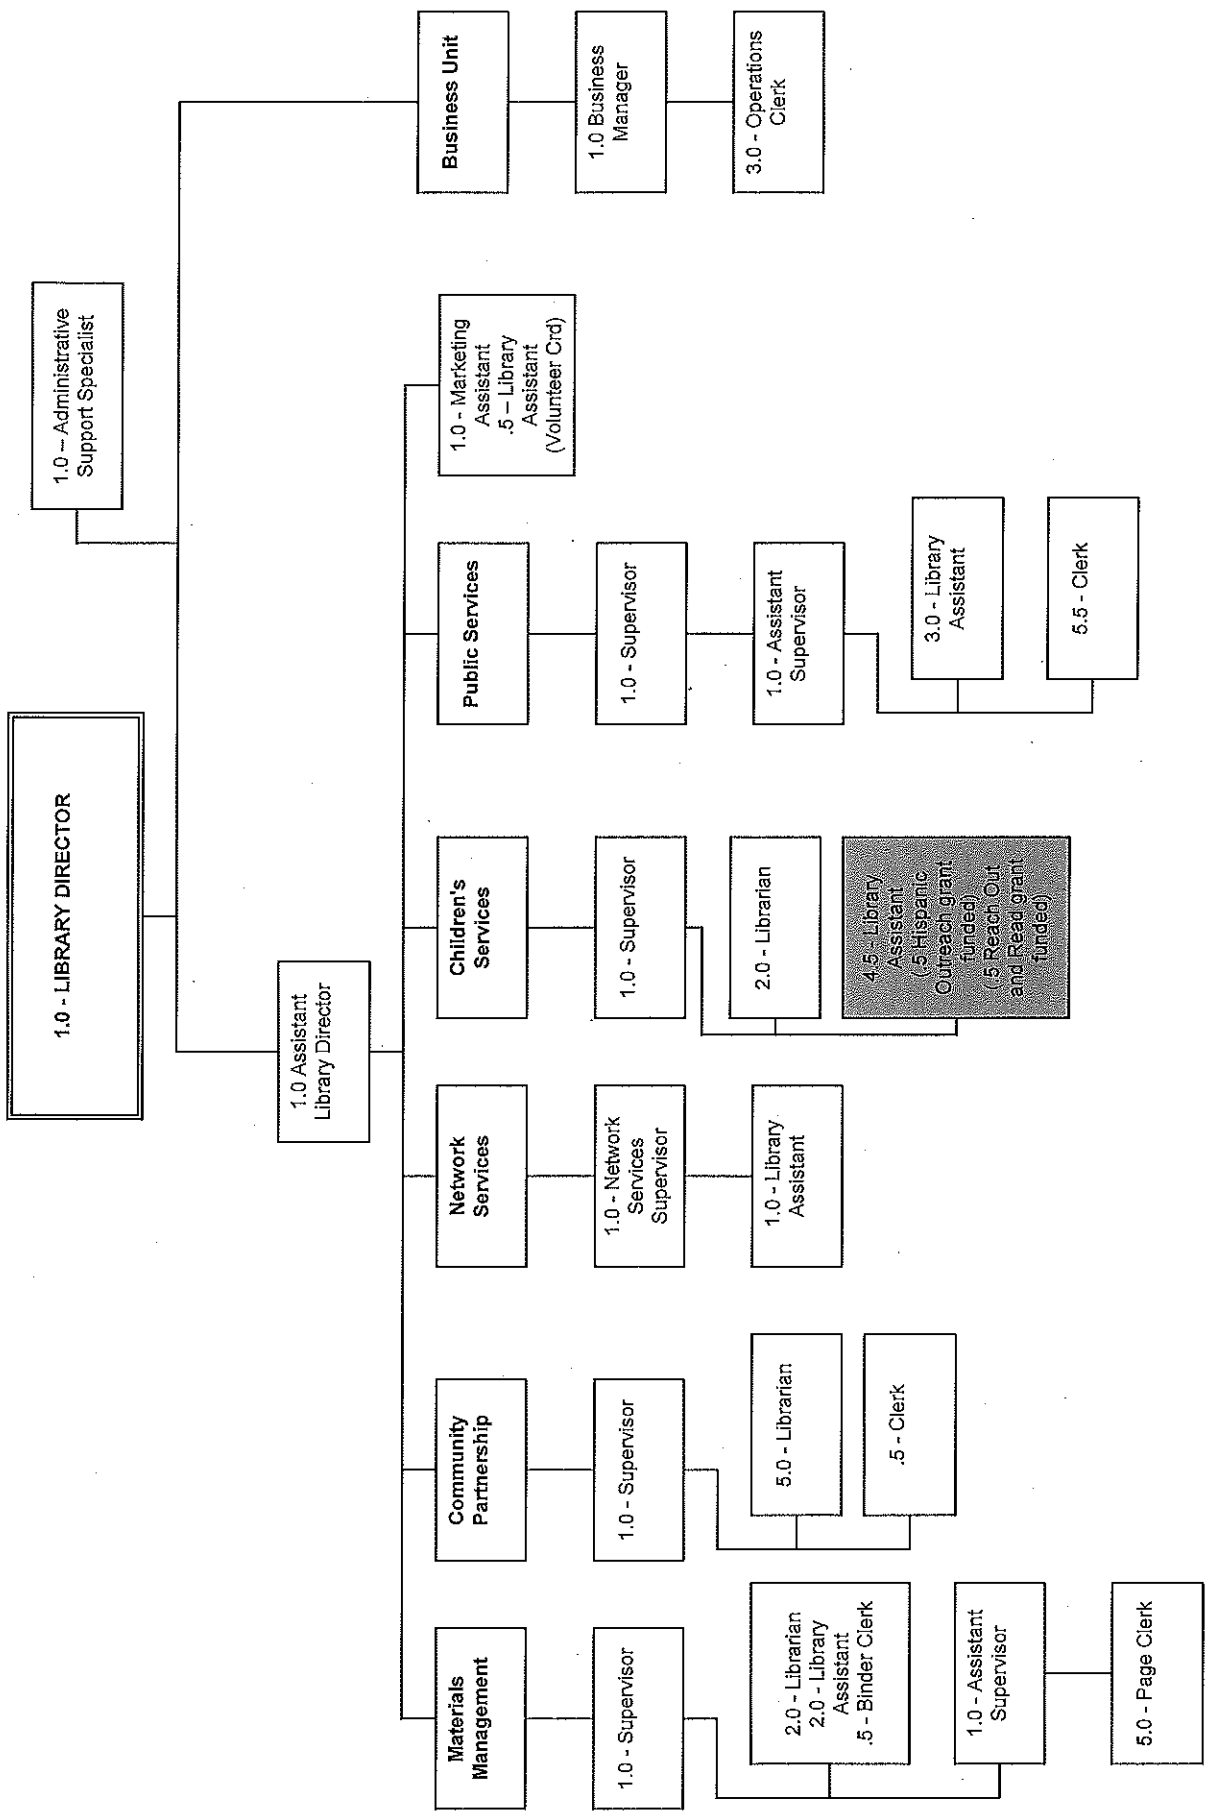 1.0 - LIBRARY DIRECTOR
1.0 – Administrative
Support Specialist
1.0 Assistant
Library Director
Materials
Management
1.0 - Supervisor
2.0 - Librarian
2.0 - Library
Assistant
.5 - Binder Clerk
1.0 - Assistant
Supervisor
5.0 - Page Clerk
Community
Partnership
1.0 - Supervisor
5.0 - Librarian
.5 - Clerk
Network
Services
1.0 - Network
Services
Supervisor
1.0 - Library
Assistant
Children's
Services
1.0 - Supervisor
2.0 - Librarian
4.5 - Library
Assistant
(.5 Hispanic
Outreach grant
funded)
(.5 Reach Out
and Read grant
funded)
Public Services
1.0 - Supervisor
1.0 - Assistant
Supervisor
3.0 - Library
Assistant
5.5 - Clerk
1.0 - Marketing
Assistant
.5 – Library
Assistant
(Volunteer Crd)
Business Unit
1.0 Business
Manager
3.0 - Operations
Clerk